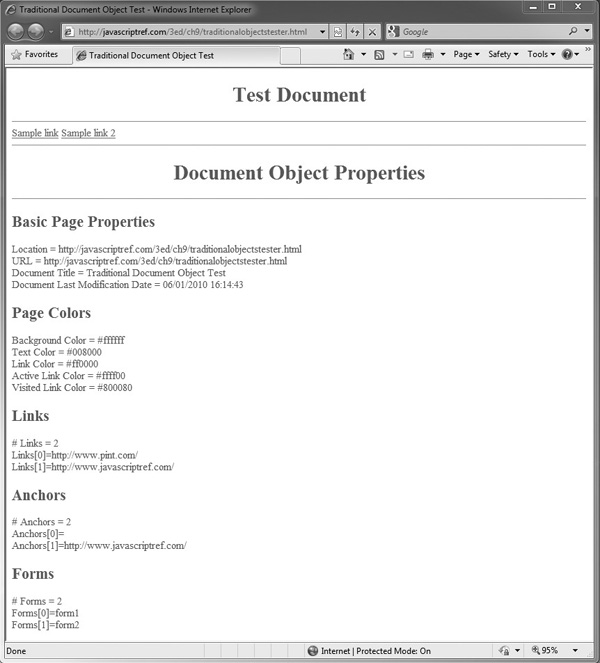 Traditional Document Object Test - Windows Internet Explorer
http://javascriptref.com/3ed/ch9/traditionalobjectstester.html
Google
Favorites
Traditional Document Object Test
Page
Safety
Tools
Test Document
Sample link Sample link 2
Document Object Properties
Basic Page Properties
Location = http://javascriptref.com/3ed/ch9/traditionalobjectstester.html
URL = http://javascriptref.com/3ed/ch9/traditionalobjectstester.html
Document Title = Traditional Document Object Test
Document Last Modification Date = 06/01/2010 16:14:43
Page Colors
Background Color = #ffffff
Text Color = #008000
Link Color = #ff0000
Active Link Color = #ffff00
Visited Link Color = #800080
Links
# Links = 2
Links[0]=http://www.pint.com/
Links[1]=http://www.javascriptref.com/
Anchors
# Anchors = 2
Anchors[0]=
Anchors[1]=http://www.javascriptref.com/
Forms
# Forms = 2
Forms[0]=form1
Forms[1]=form2
Done
Internet | Protected Mode: On
95%